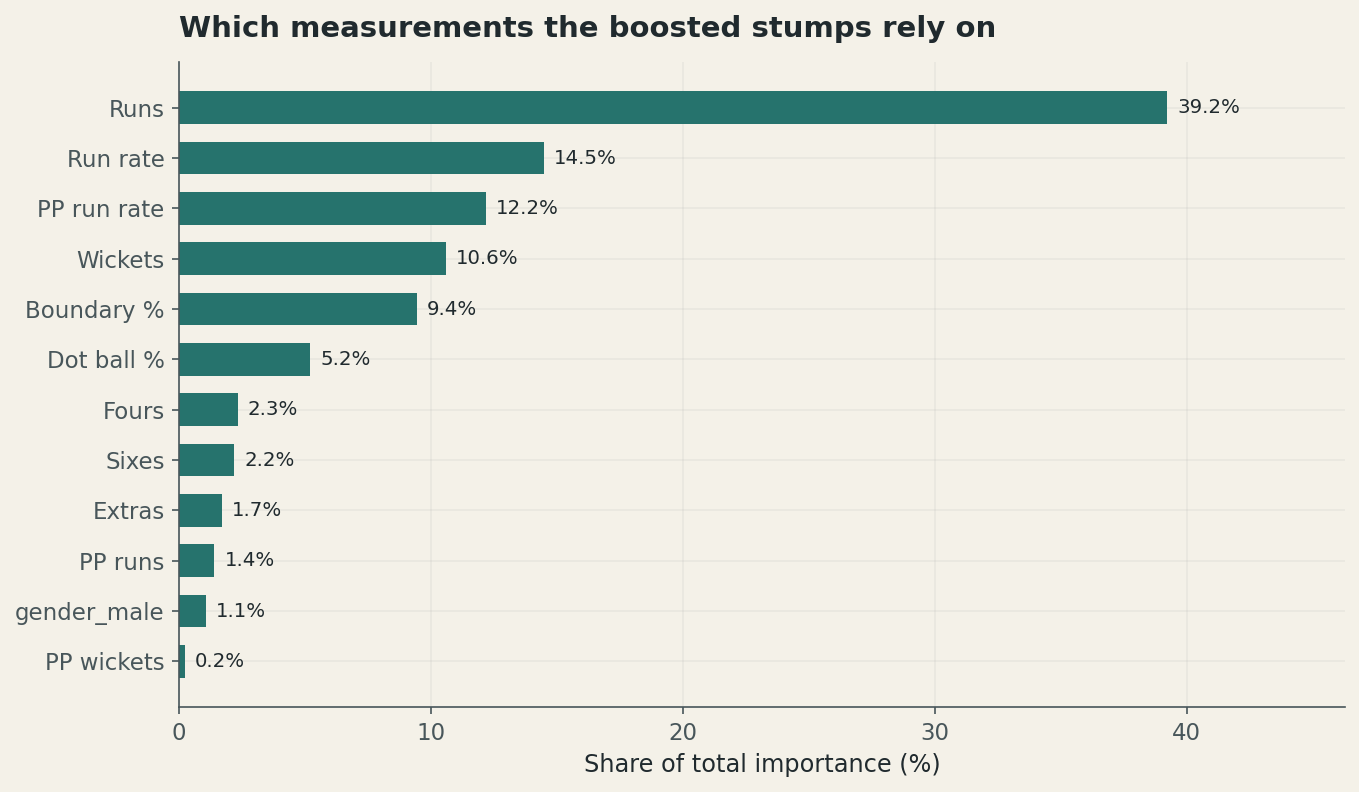 Which measurements the boosted stumps rely on
Runs 39.2%
Run rate 14.5%
PP run rate 12.2%
Wickets 10.6%
Boundary % 9.4%
Dot ball % 5.2%
Fours 2.3%
Sixes 2.2%
Extras 1.7%
PP runs 1.4%
gender_male 1.1%
PP wickets 0.2%
0 10 20 30 40
Share of total importance (%)